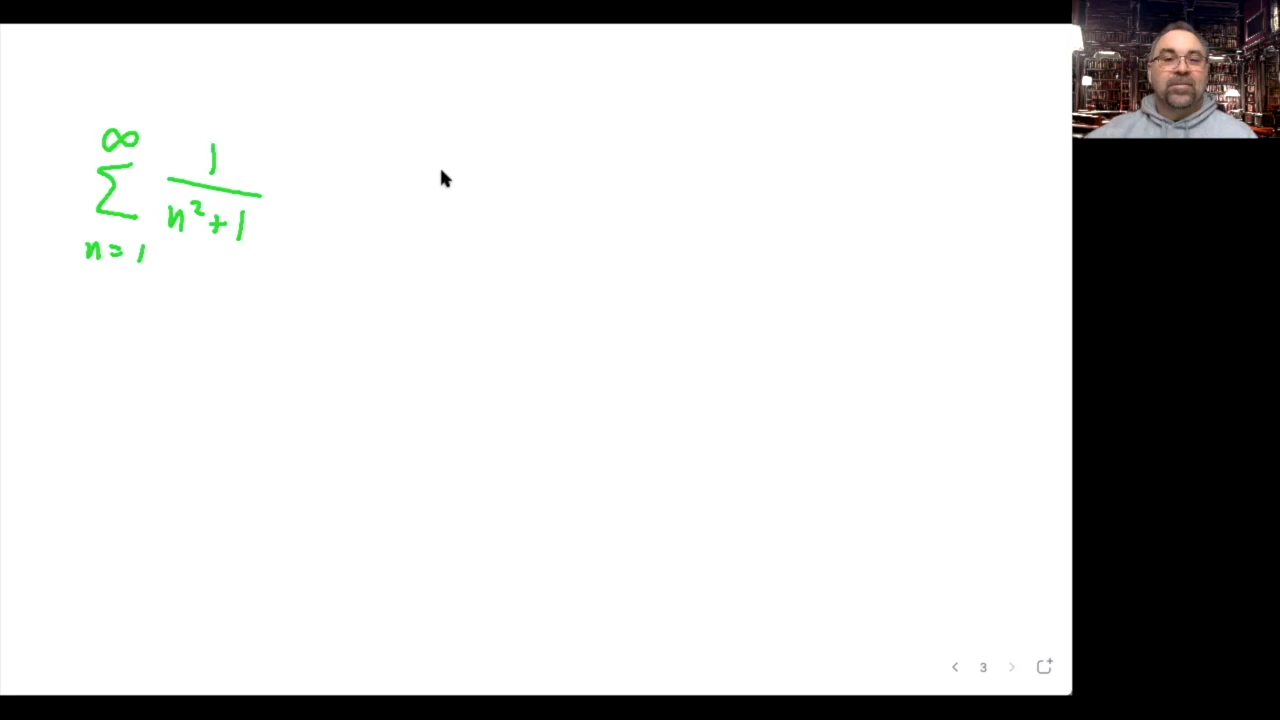 ∞
∑ 1/(n²+1)
n=1
3